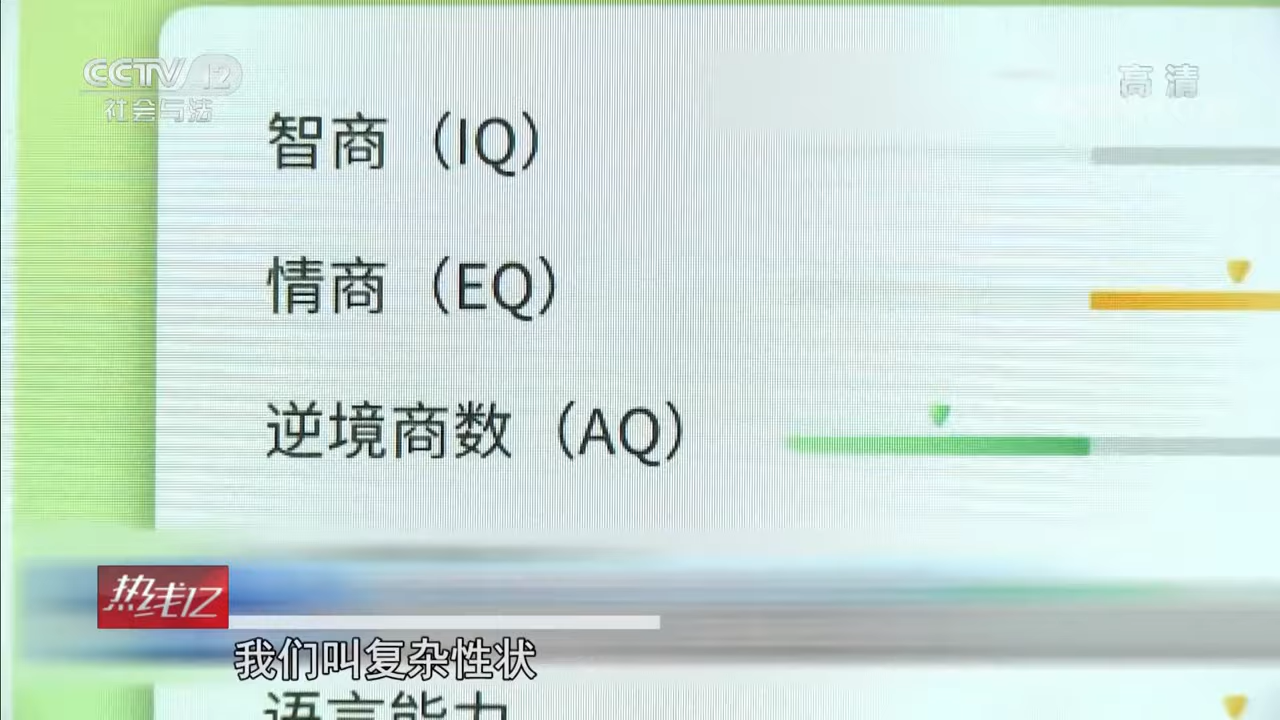 CCTV 12
社会与法
高清
智商（IQ）
情商（EQ）
逆境商数（AQ）
热线12
我们叫复杂性状
语言能力